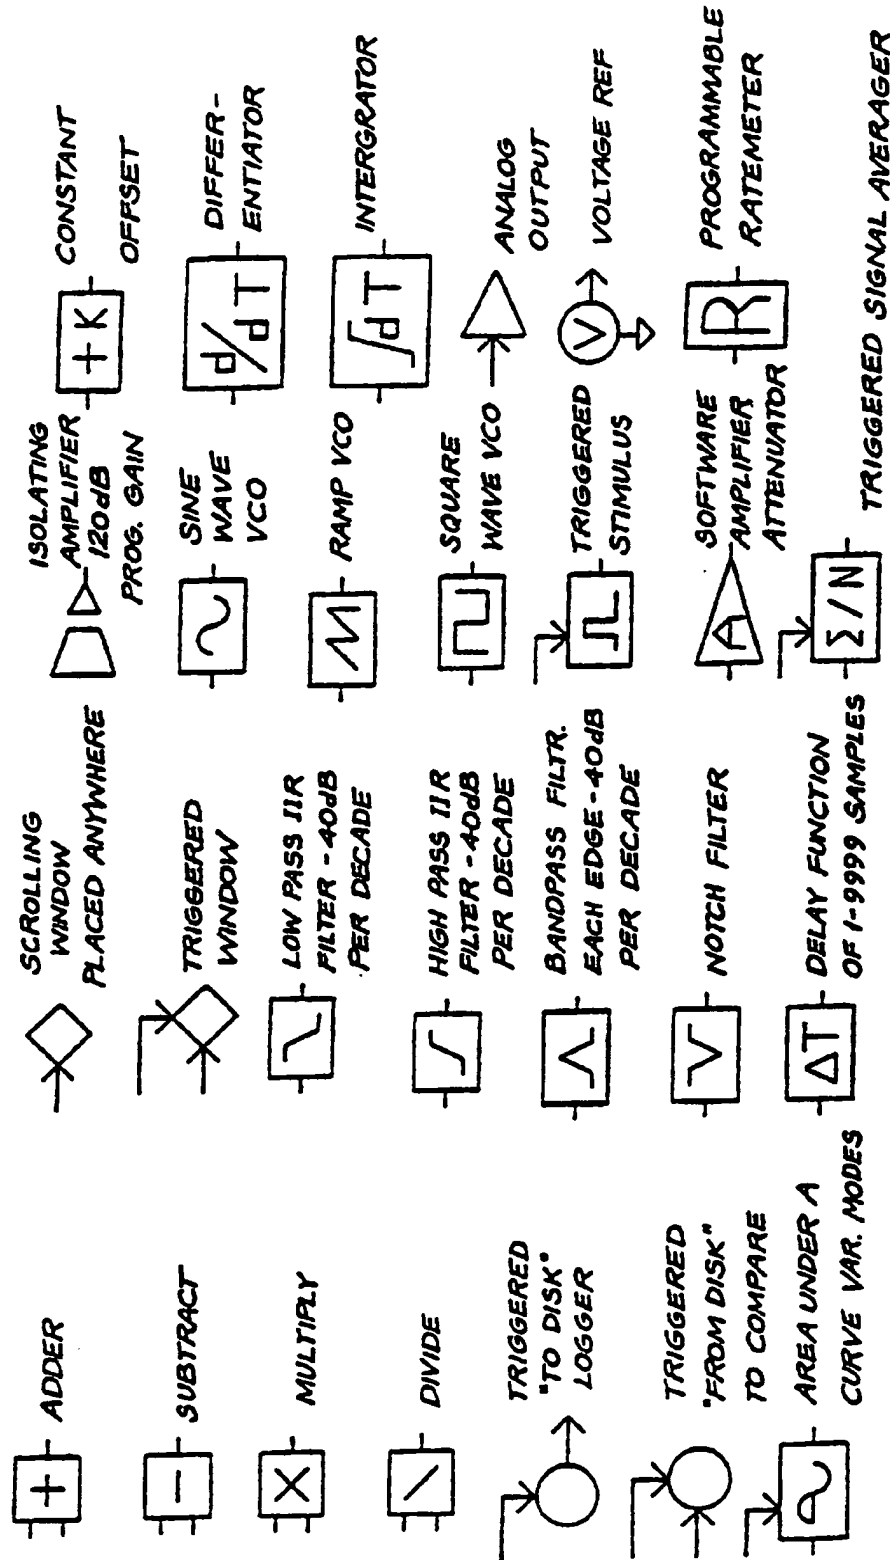 + ADDER
− SUBTRACT
× MULTIPLY
\ DIVIDE
TRIGGERED
"TO DISK"
LOGGER
TRIGGERED
"FROM DISK"
TO COMPARE
AREA UNDER A
CURVE VAR. MODES
SCROLLING
WINDOW
PLACED ANYWHERE
TRIGGERED
WINDOW
LOW PASS IIR
FILTER -40dB
PER DECADE
HIGH PASS IIR
FILTER -40dB
PER DECADE
BANDPASS FILTR.
EACH EDGE-40dB
PER DECADE
NOTCH FILTER
ΔT
DELAY FUNCTION
OF 1-9999 SAMPLES
ISOLATING
AMPLIFIER
120dB
PROG. GAIN
SINE
WAVE
VCO
RAMP VCO
SQUARE
WAVE VCO
TRIGGERED
STIMULUS
A
SOFTWARE
AMPLIFIER
ATTENUATOR
Σ/N
TRIGGERED SIGNAL AVERAGER
+K
CONSTANT
OFFSET
d/dT
DIFFER-
ENTIATOR
∫dT
INTERGRATOR
ANALOG
OUTPUT
V
VOLTAGE REF
R
PROGRAMMABLE
RATEMETER